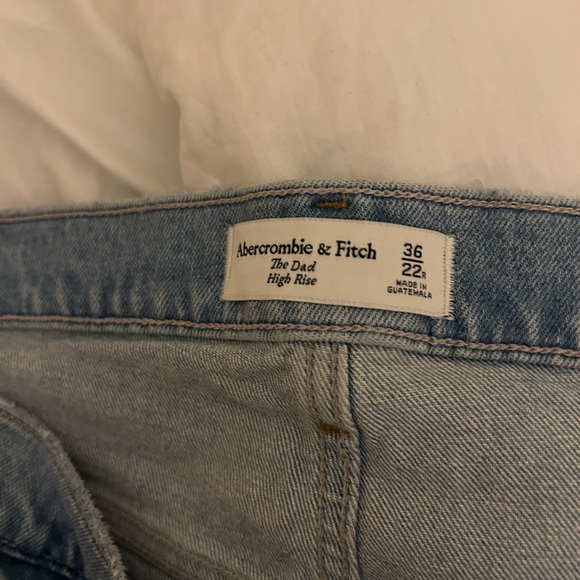 Abercrombie & Fitch
The Dad
High Rise
36
22R
MADE IN
GUATEMALA